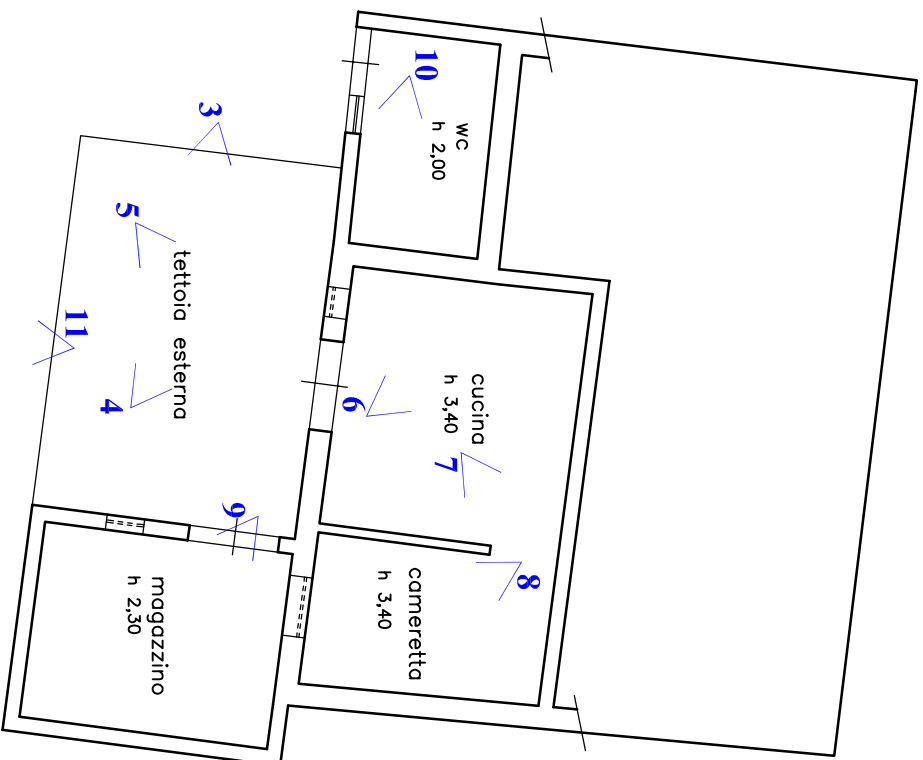 10
wc
h 2,00
3
5
tettoia esterna
11
4
6
cucina
h 3,40
7
9
8
cameretta
h 3,40
magazzino
h 2,30